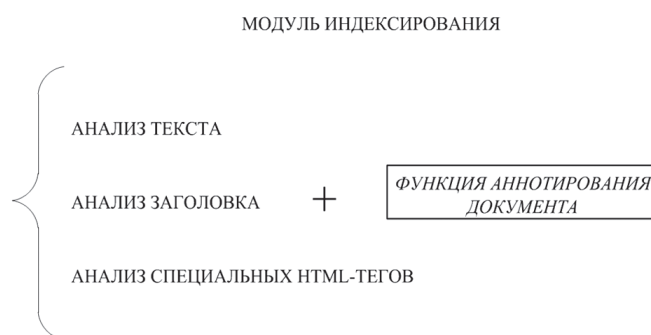 МОДУЛЬ ИНДЕКСИРОВАНИЯ
АНАЛИЗ ТЕКСТА
АНАЛИЗ ЗАГОЛОВКА
+
ФУНКЦИЯ АННОТИРОВАНИЯ
ДОКУМЕНТА
АНАЛИЗ СПЕЦИАЛЬНЫХ HTML-ТЕГОВ